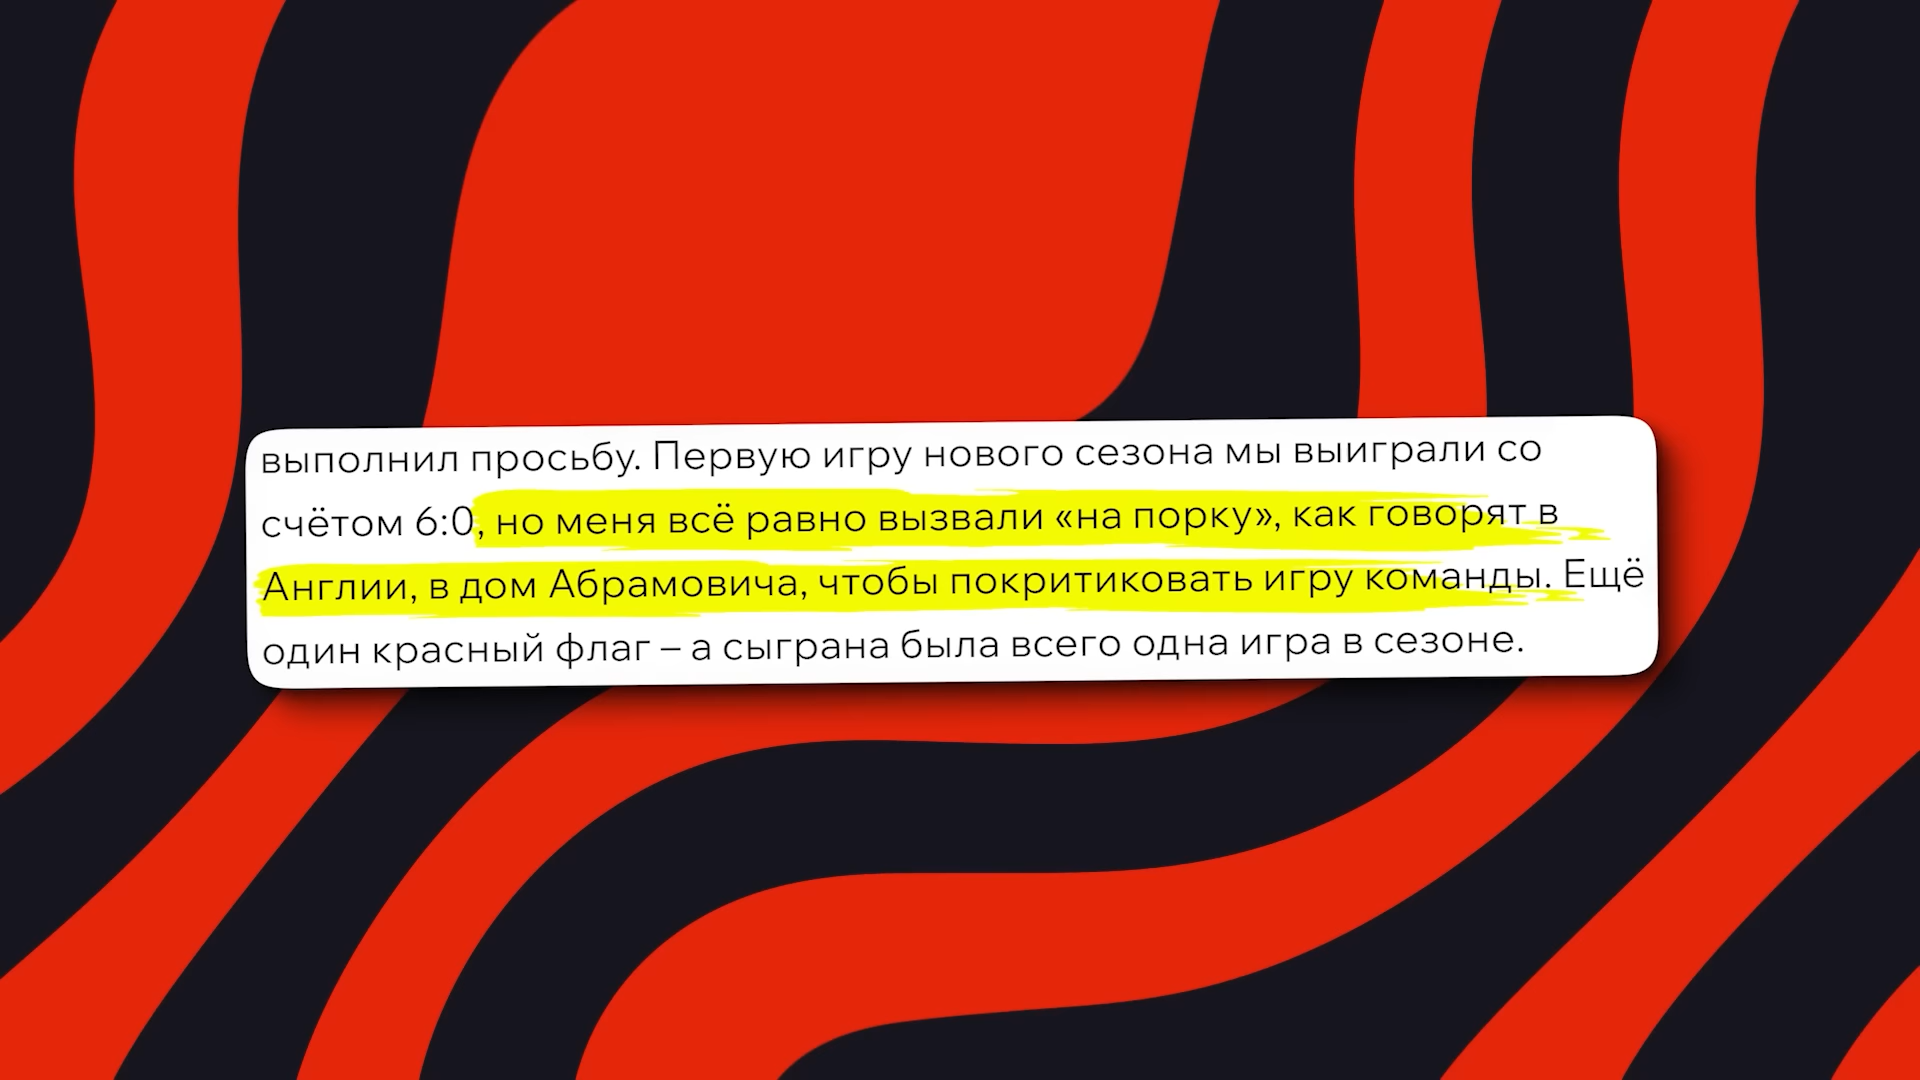 выполнил просьбу. Первую игру нового сезона мы выиграли со
счётом 6:0, но меня всё равно вызвали «на порку», как говорят в
Англии, в дом Абрамовича, чтобы покритиковать игру команды. Ещё
один красный флаг – а сыграна была всего одна игра в сезоне.